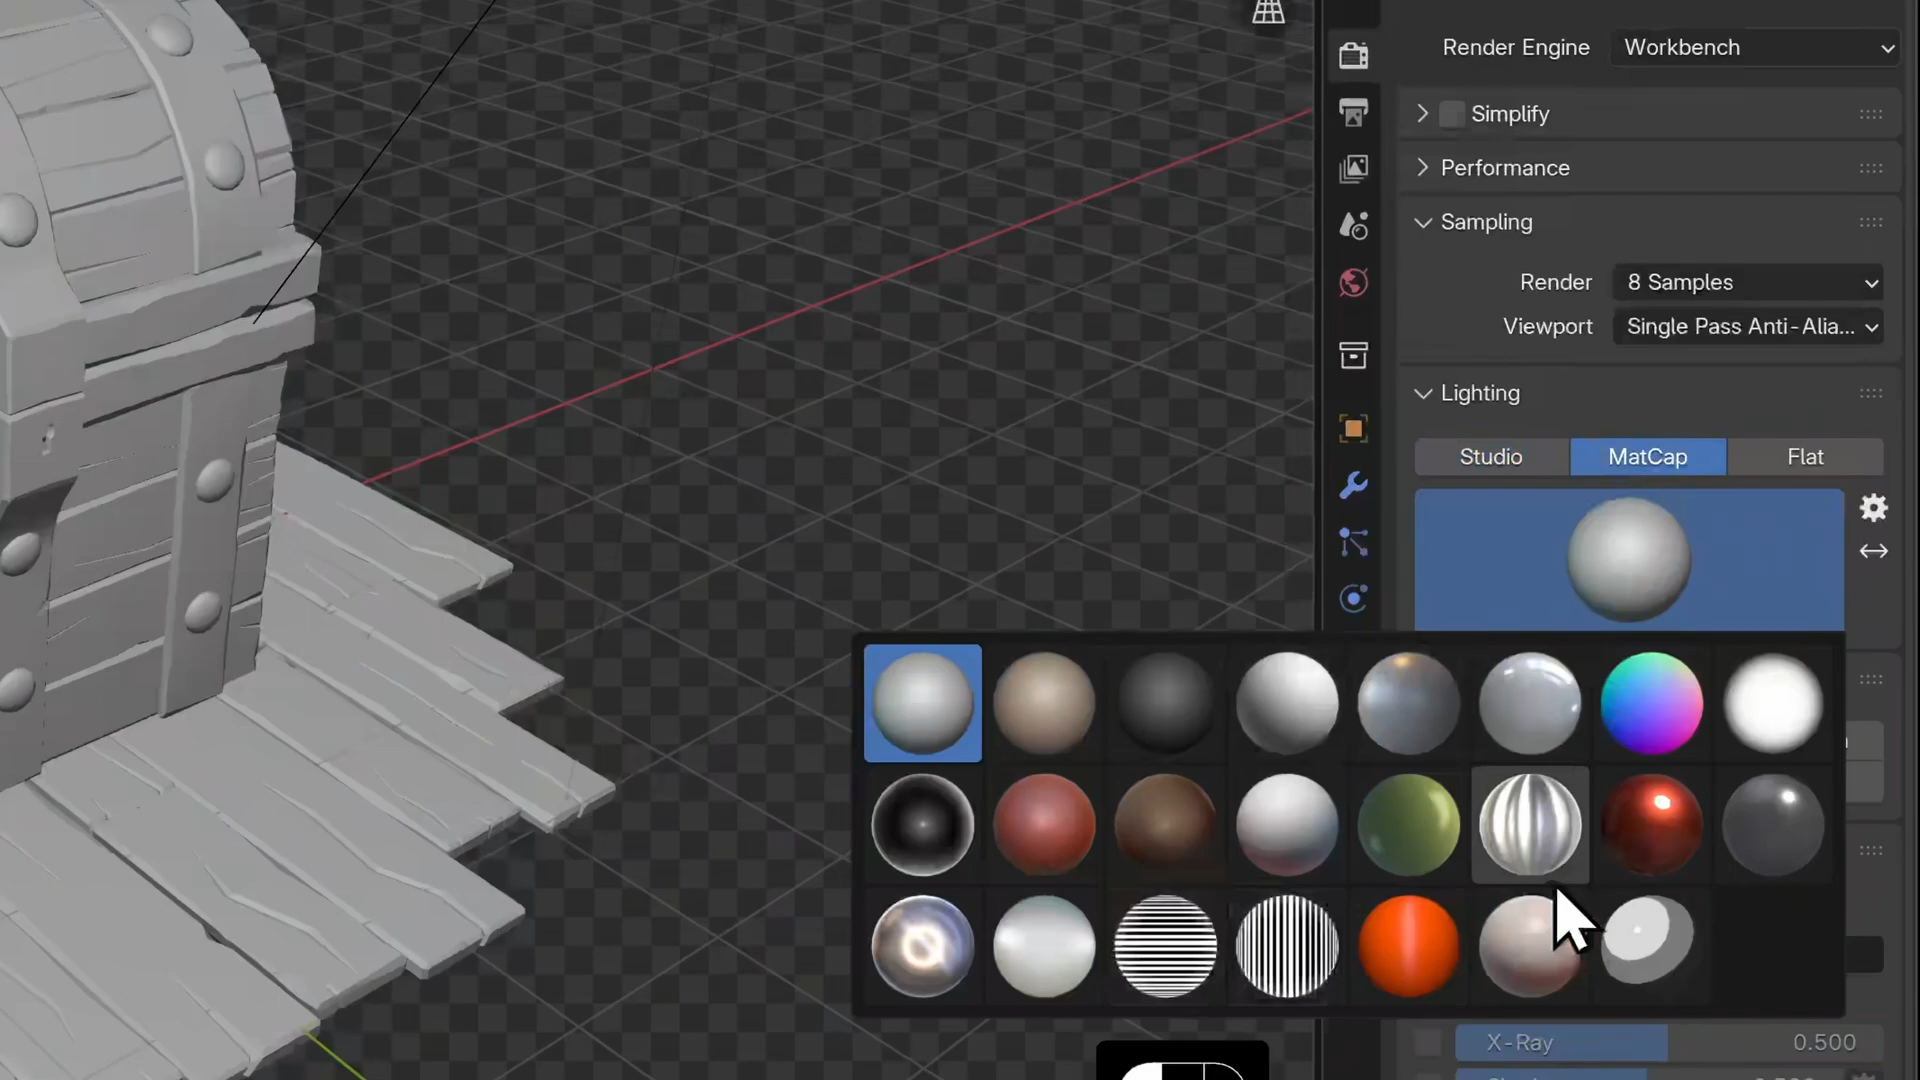 Render Engine Workbench
Simplify
Performance
Sampling
Render 8 Samples
Viewport Single Pass Anti-Alia...
Lighting
Studio MatCap Flat
X-Ray 0.500